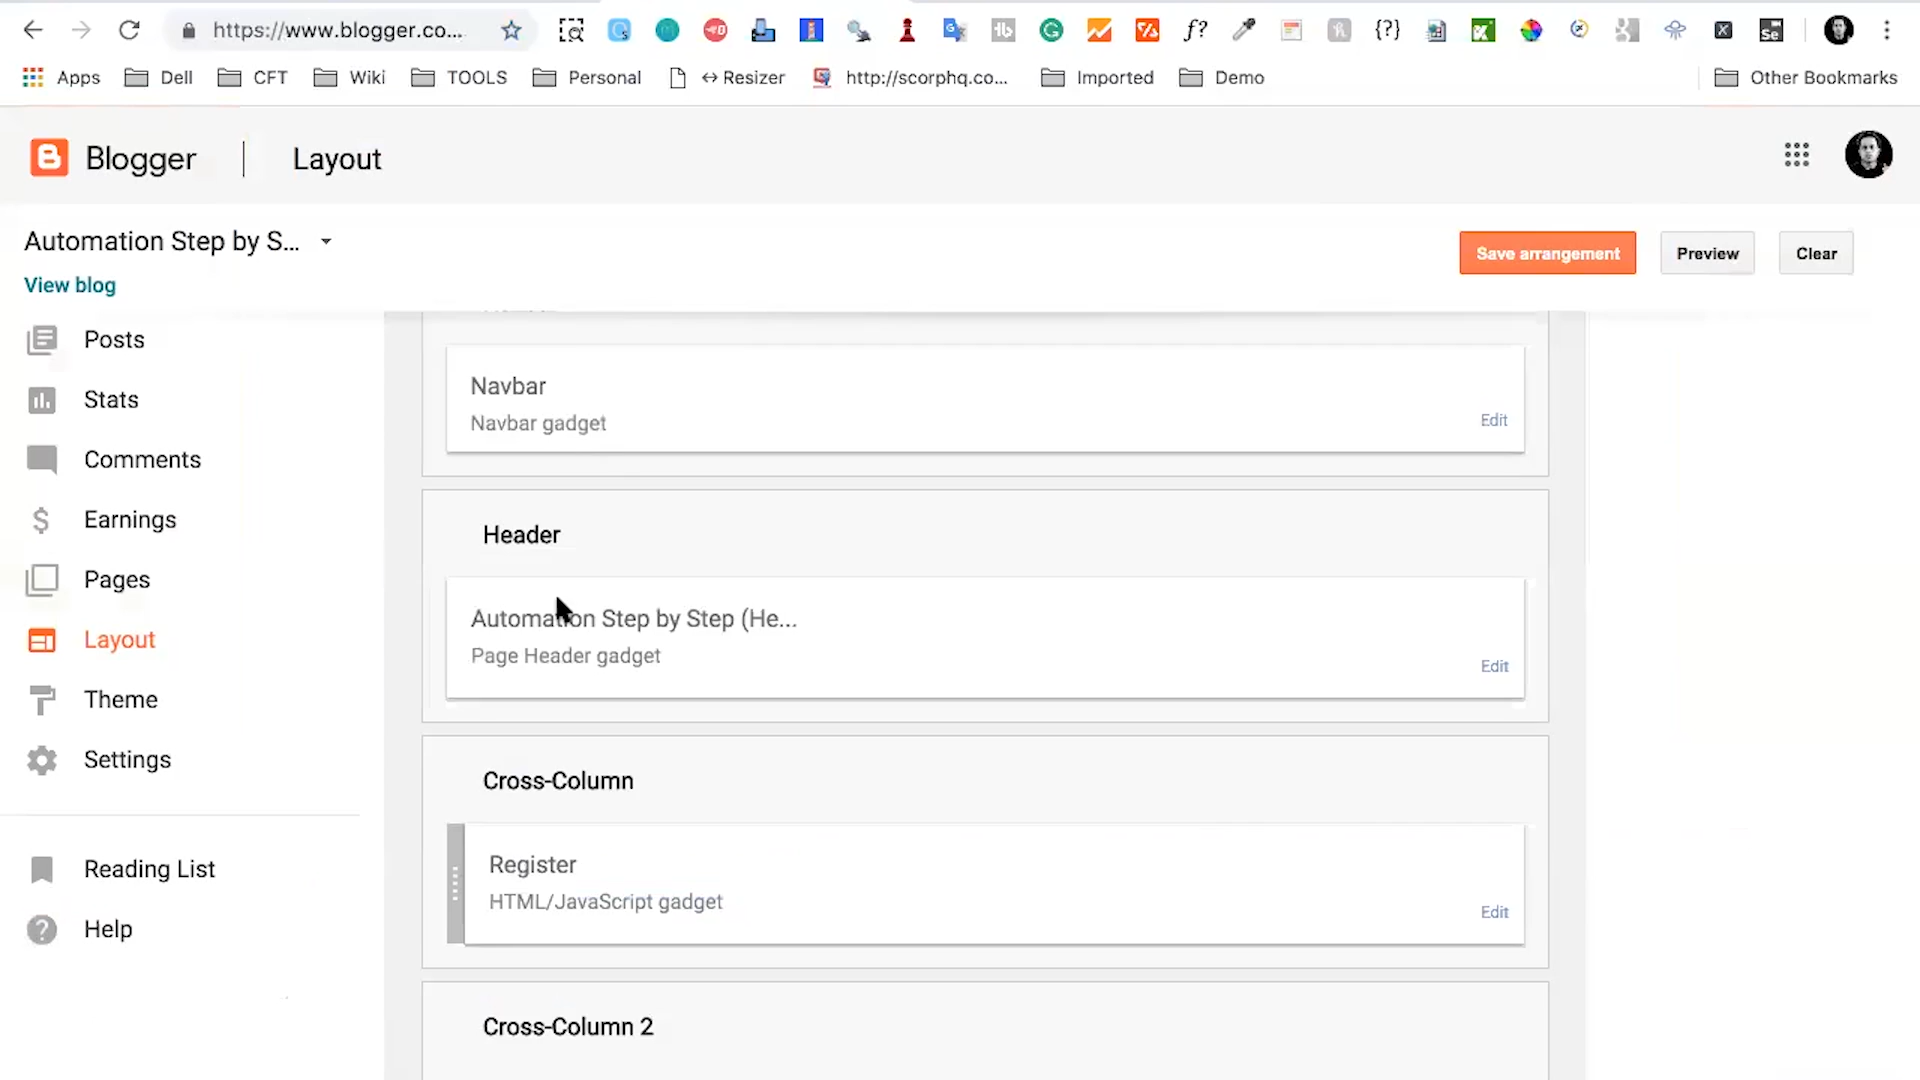 https://www.blogger.co...
f?
{?}
Se
Apps
Dell
CFT
Wiki
TOOLS
Personal
↔ Resizer
http://scorphq.co...
Imported
Demo
Other Bookmarks
Blogger
Layout
Automation Step by S...
Save arrangement
Preview
Clear
View blog
Posts
Stats
Comments
Earnings
Pages
Layout
Theme
Settings
Reading List
Help
Navbar
Navbar gadget
Edit
Header
Automation Step by Step (He...
Page Header gadget
Edit
Cross-Column
Register
HTML/JavaScript gadget
Edit
Cross-Column 2